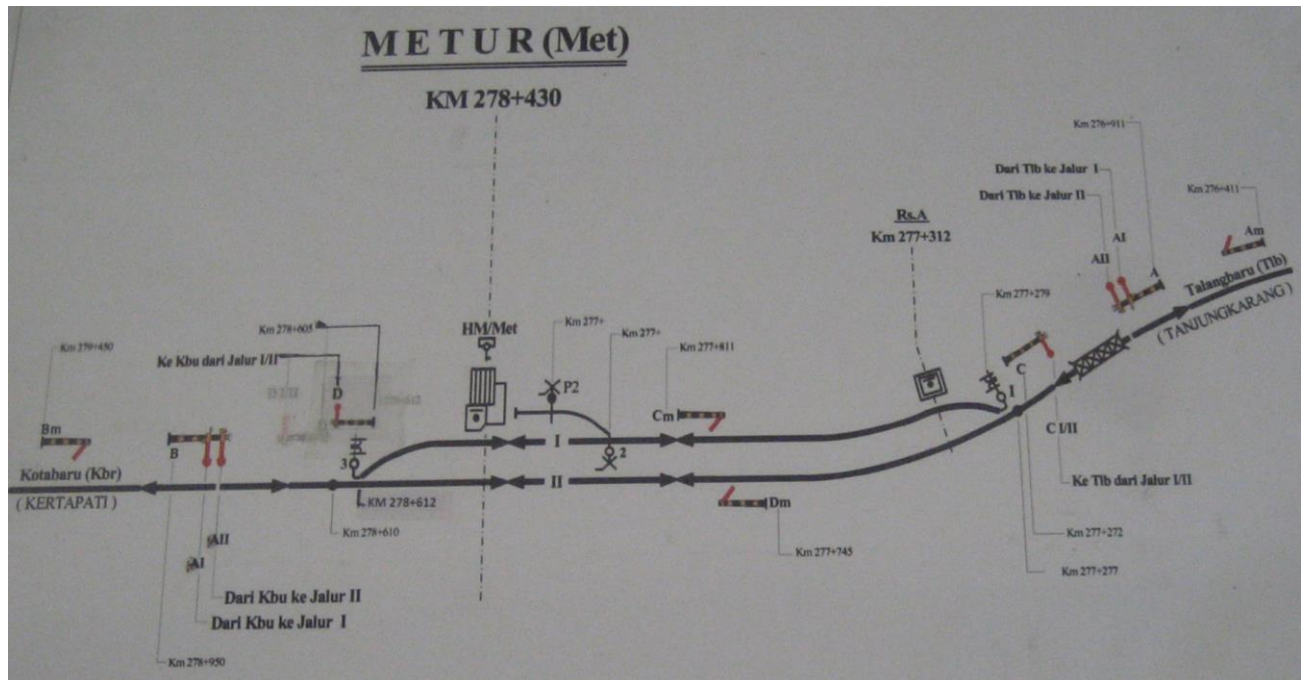 METUR (Met)
KM 278+430
Km 276+911
Dari Tlb ke Jalur I
Dari Tlb ke Jalur II
Km 276+411
Rs.A
Km 277+312
AI
AII
Am
A
Talangbaru (Tlb)
( TANJUNGKARANG )
Km 277+279
Km 278+605
HM/Met
Km 277+
Km 277+
Km 277+811
Km 279+450
Ke Kbu dari Jalur I/II
P2
D
D I/II
Cm
C
1
C I/II
Bm
B
3
I
2
Kotabaru (Kbr)
( KERTAPATI )
II
KM 278+612
Dm
Ke Tlb dari Jalur I/II
Km 278+610
Km 277+745
Km 277+272
Km 277+277
AII
AI
Dari Kbu ke Jalur II
Dari Kbu ke Jalur I
Km 278+950